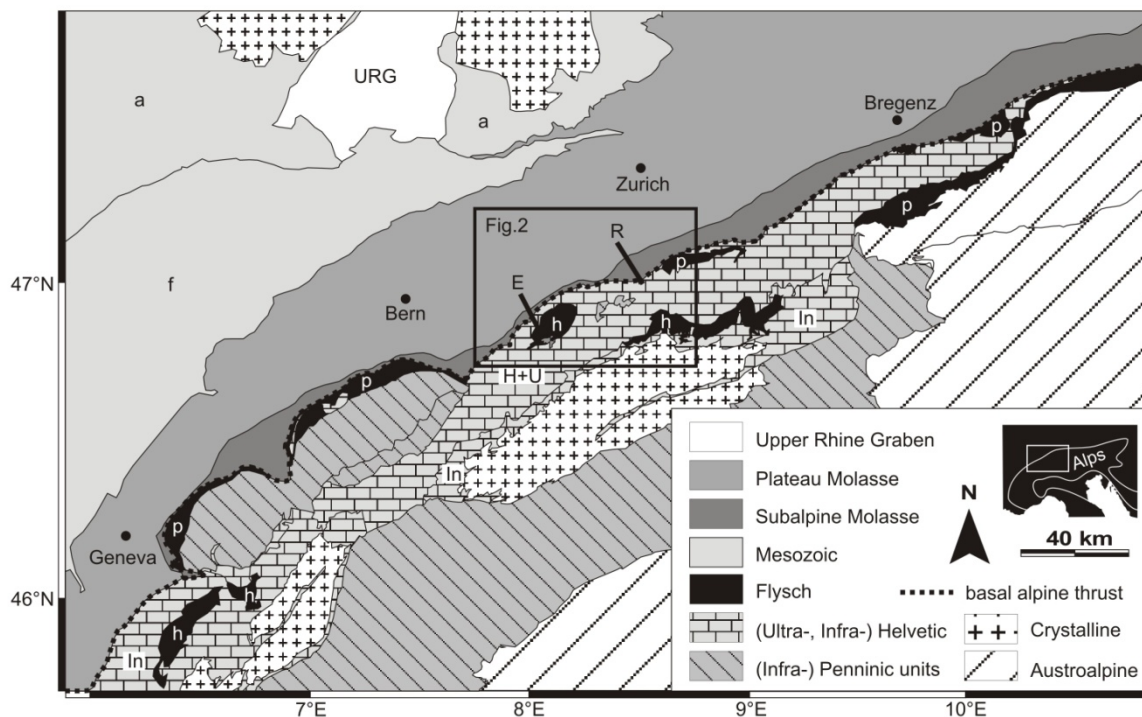 URG
a
a
Bregenz
p
Zurich
p
Fig.2
R
47°N
f
p
E
Bern
h
h
In
H+U
p
In
p
Geneva
46°N
h
h
In
7°E
8°E
9°E
10°E
Upper Rhine Graben
Plateau Molasse
Subalpine Molasse
Mesozoic
Flysch
(Ultra-, Infra-) Helvetic
(Infra-) Penninic units
Alps
N
40 km
basal alpine thrust
Crystalline
Austroalpine